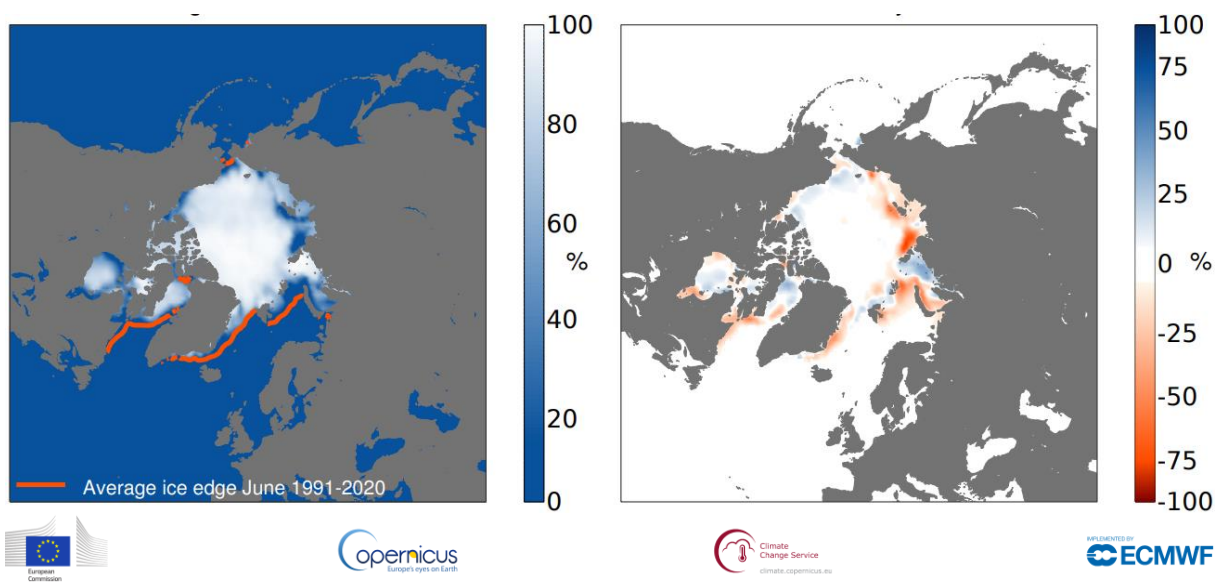 100
80
60
%
40
20
0
Average ice edge June 1991-2020
100
75
50
25
0 %
-25
-50
-75
-100
European
Commission
opernicus
Europe's eyes on Earth
Climate
Change Service
climate.copernicus.eu
IMPLEMENTED BY
ECMWF